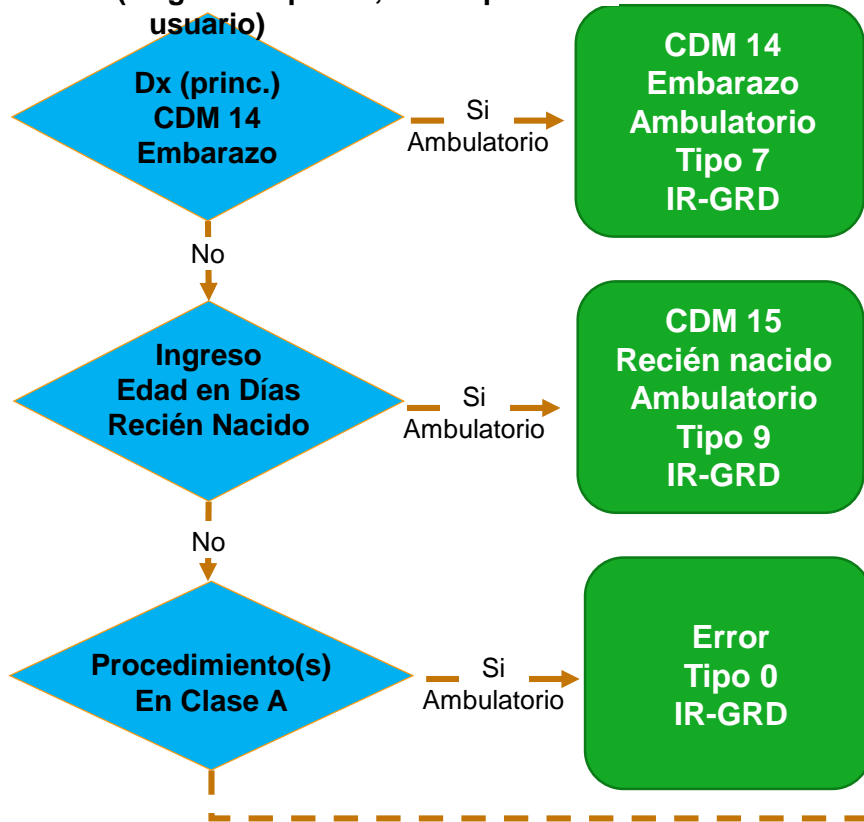 usuario)
Dx (princ.)
CDM 14
Embarazo
Si
Ambulatorio
CDM 14
Embarazo
Ambulatorio
Tipo 7
IR-GRD
No
Ingreso
Edad en Días
Recién Nacido
Si
Ambulatorio
CDM 15
Recién nacido
Ambulatorio
Tipo 9
IR-GRD
No
Procedimiento(s)
En Clase A
Si
Ambulatorio
Error
Tipo 0
IR-GRD